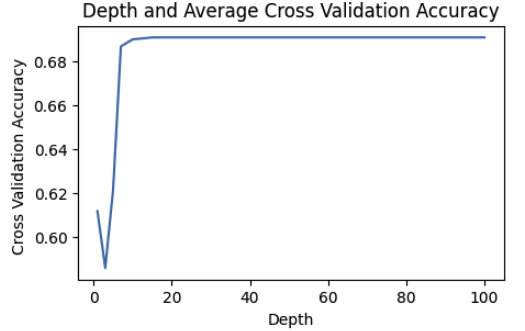 Depth and Average Cross Validation Accuracy
Cross Validation Accuracy
0.68
0.66
0.64
0.62
0.60
0 20 40 60 80 100
Depth